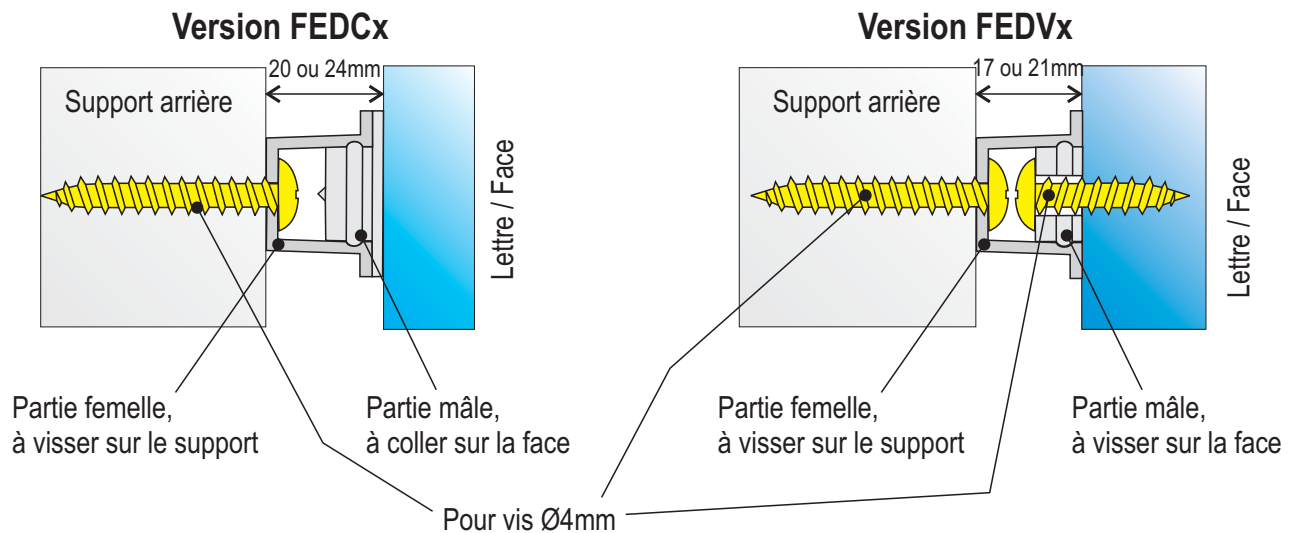 Version FEDCx
20 ou 24mm
Support arrière
Lettre / Face
Partie femelle,
à visser sur le support
Partie mâle,
à coller sur la face
Version FEDVx
17 ou 21mm
Support arrière
Lettre / Face
Partie femelle,
à visser sur le support
Partie mâle,
à visser sur la face
Pour vis Ø4mm